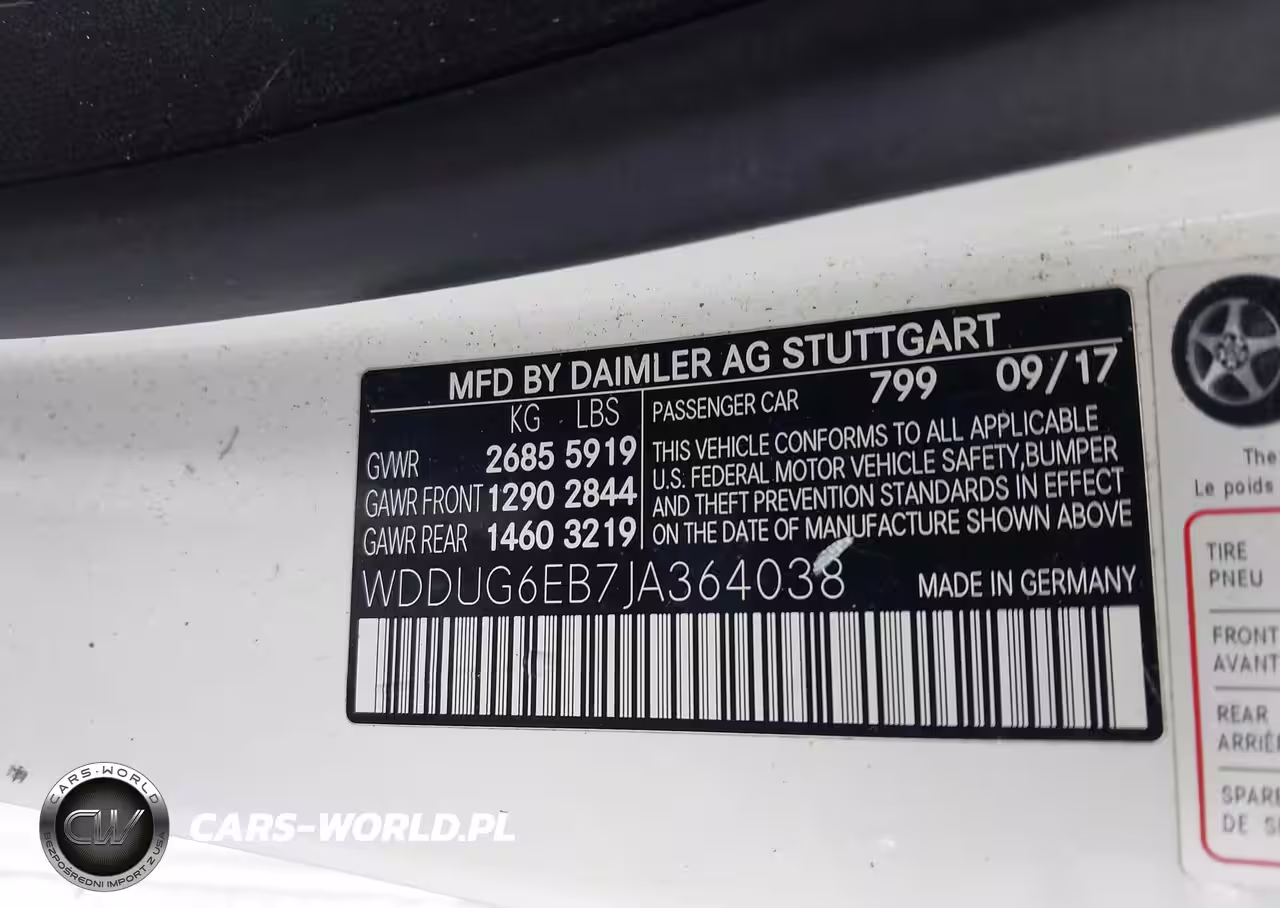 MFD BY DAIMLER AG STUTTGART
KG LBS
GVWR 2685 5919
GAWR FRONT 1290 2844
GAWR REAR 1460 3219
PASSENGER CAR 799 09/17
THIS VEHICLE CONFORMS TO ALL APPLICABLE
U.S. FEDERAL MOTOR VEHICLE SAFETY, BUMPER
AND THEFT PREVENTION STANDARDS IN EFFECT
ON THE DATE OF MANUFACTURE SHOWN ABOVE
WDDUG6EB7JA364038 MADE IN GERMANY
The
Le poids
TIRE
PNEU
FRONT
AVANT
REAR
CARS-WORLD
CW
BEZPOŚREDNI IMPORT Z USA
CARS-WORLD.PL